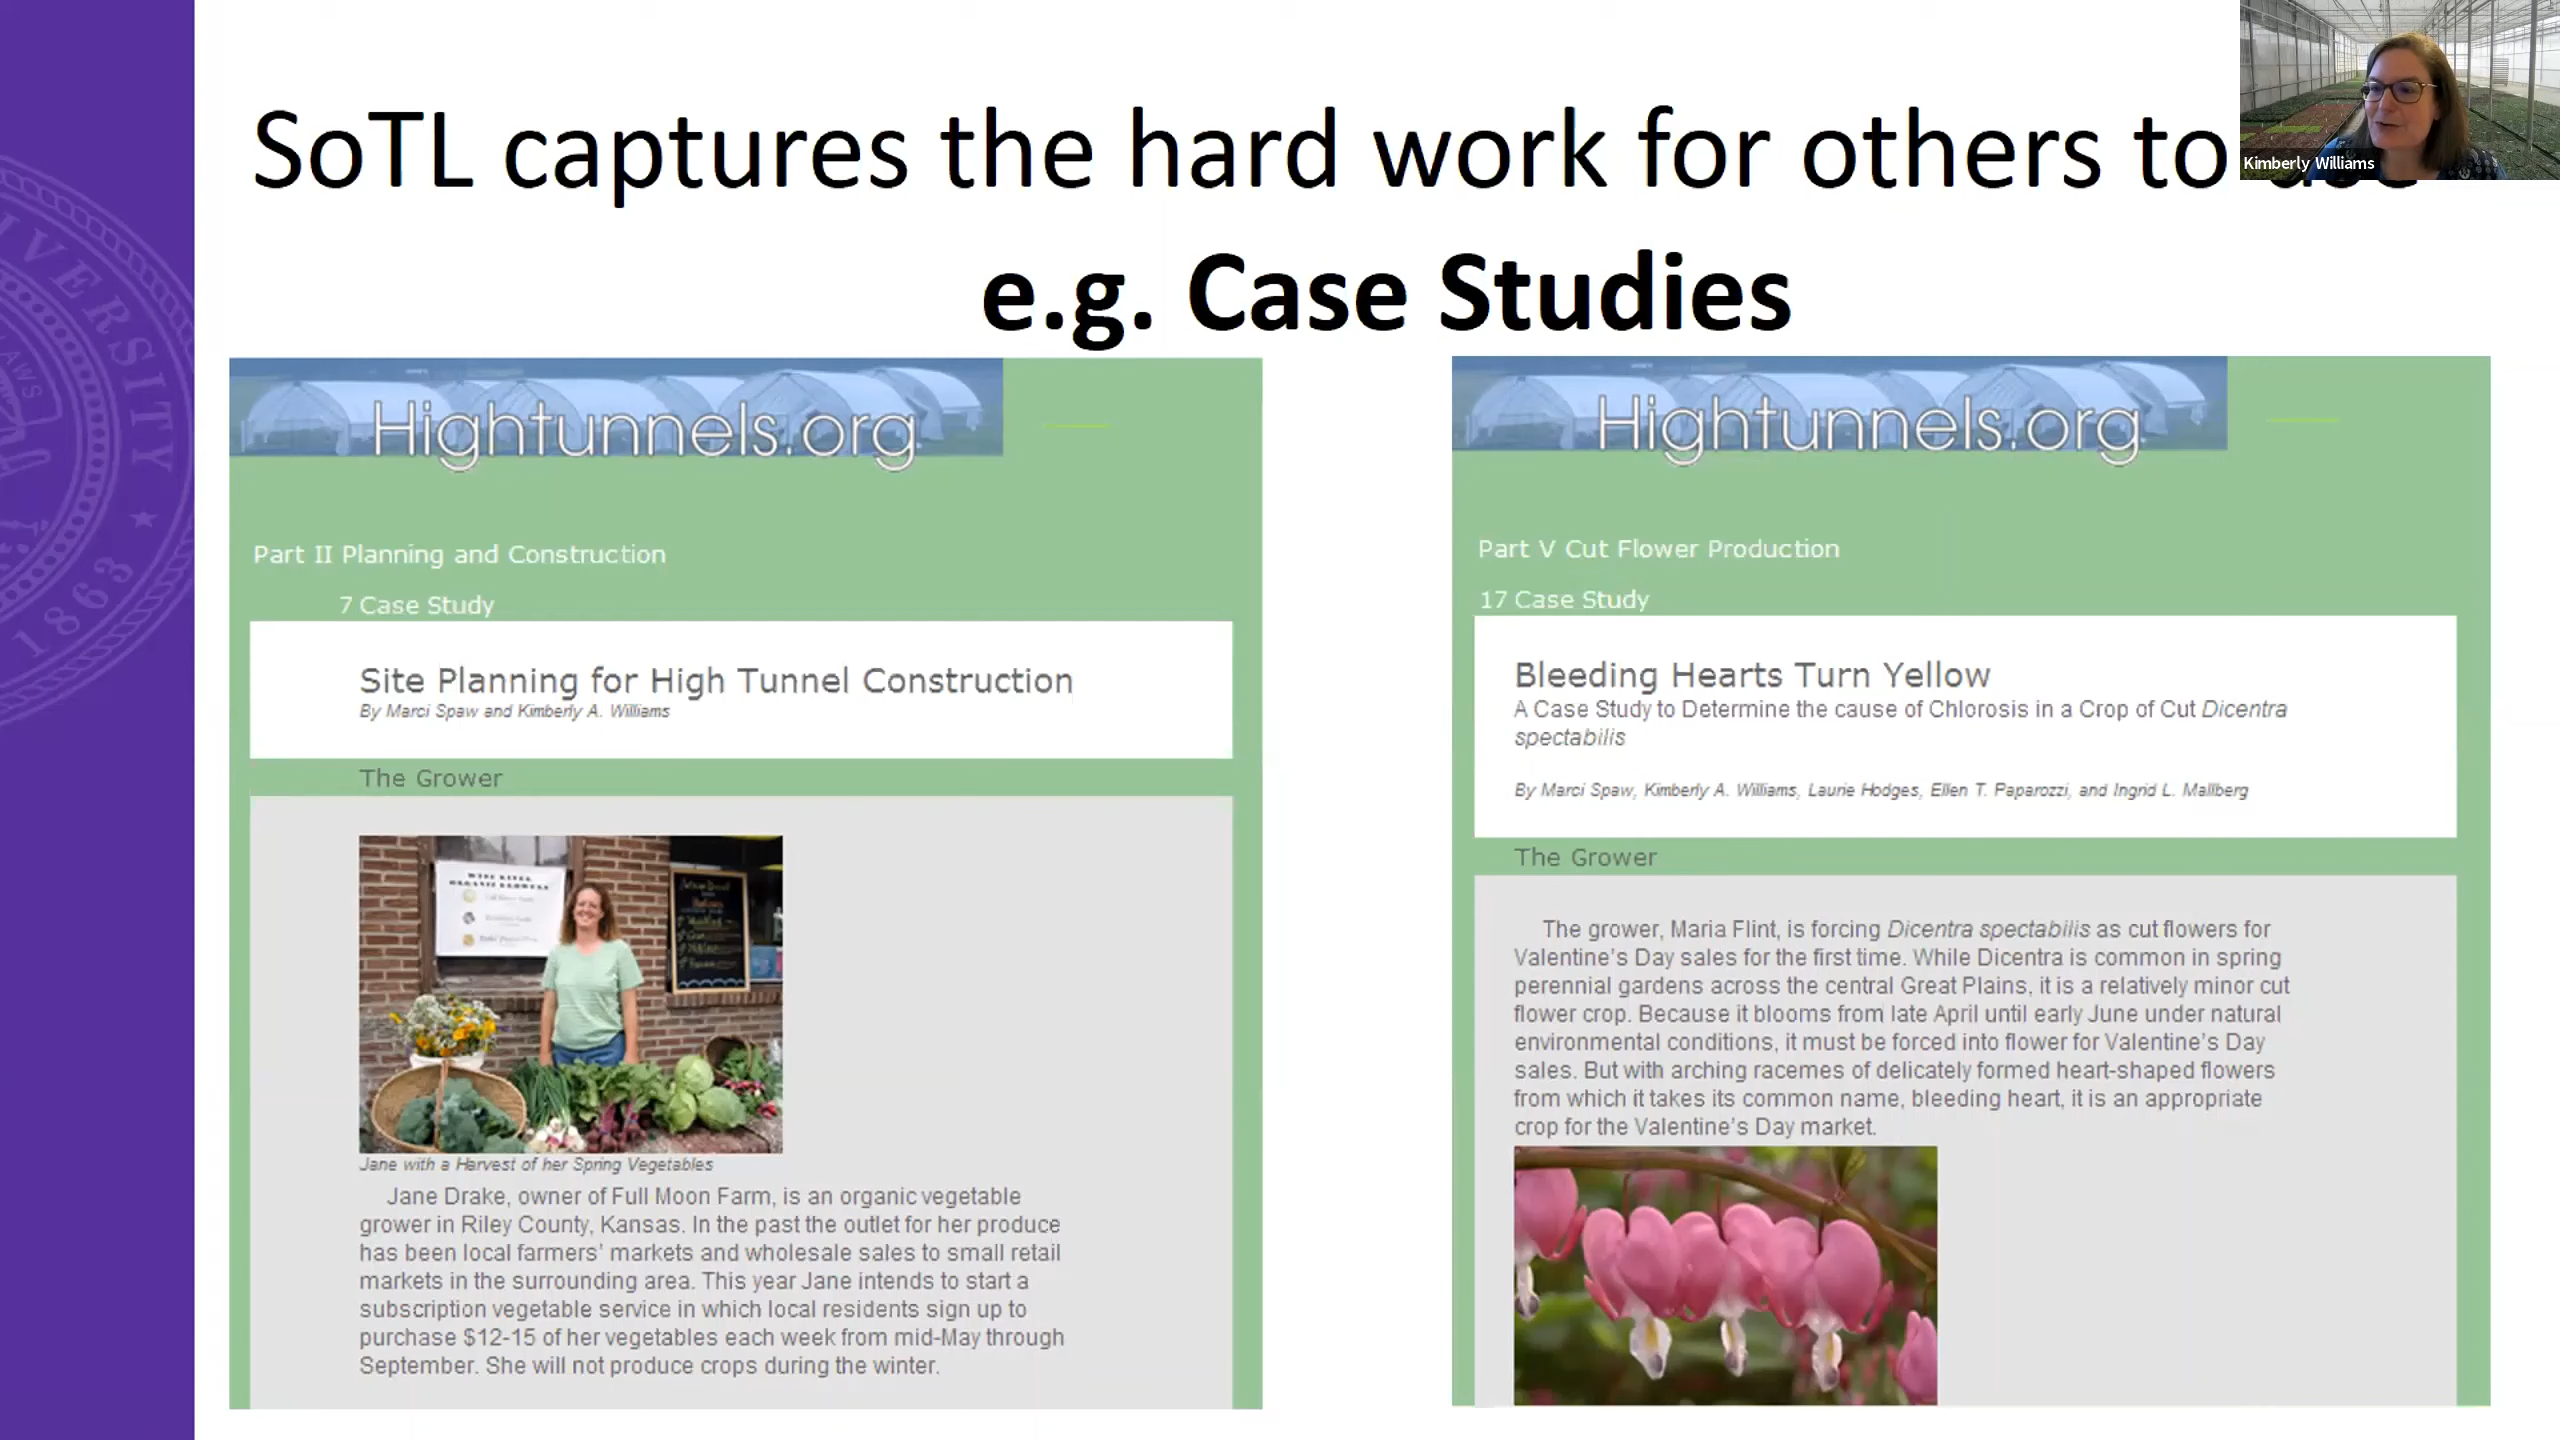 SoTL captures the hard work for others to
e.g. Case Studies
Kimberly Williams
IVERSITY
LAWS
1863
Hightunnels.org
Part II Planning and Construction
7 Case Study
Site Planning for High Tunnel Construction
By Marci Spaw and Kimberly A. Williams
The Grower
Jane with a Harvest of her Spring Vegetables
Jane Drake, owner of Full Moon Farm, is an organic vegetable
grower in Riley County, Kansas. In the past the outlet for her produce
has been local farmers' markets and wholesale sales to small retail
markets in the surrounding area. This year Jane intends to start a
subscription vegetable service in which local residents sign up to
purchase $12-15 of her vegetables each week from mid-May through
September. She will not produce crops during the winter.
Hightunnels.org
Part V Cut Flower Production
17 Case Study
Bleeding Hearts Turn Yellow
A Case Study to Determine the cause of Chlorosis in a Crop of Cut Dicentra
spectabilis
By Marci Spaw, Kimberly A. Williams, Laurie Hodges, Ellen T. Paparozzi, and Ingrid L. Mallberg
The Grower
The grower, Maria Flint, is forcing Dicentra spectabilis as cut flowers for
Valentine's Day sales for the first time. While Dicentra is common in spring
perennial gardens across the central Great Plains, it is a relatively minor cut
flower crop. Because it blooms from late April until early June under natural
environmental conditions, it must be forced into flower for Valentine's Day
sales. But with arching racemes of delicately formed heart-shaped flowers
from which it takes its common name, bleeding heart, it is an appropriate
crop for the Valentine's Day market.